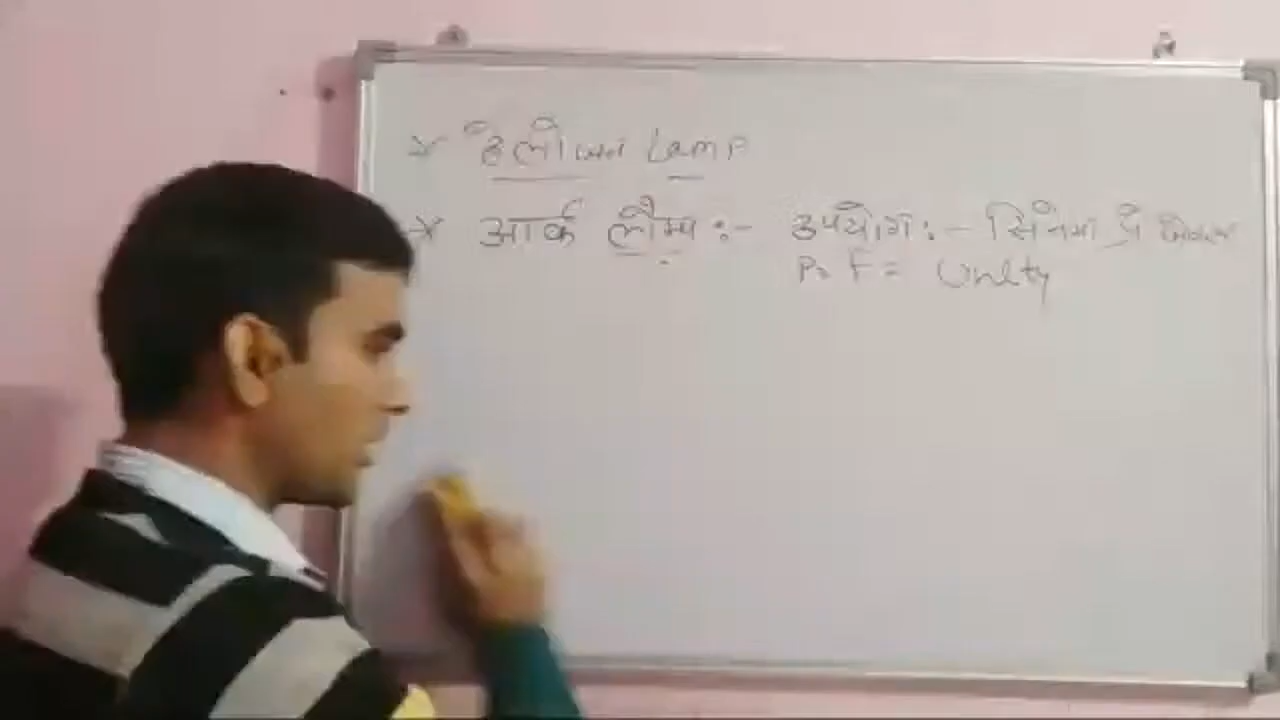 हेलोजन Lamp
आर्क लैम्प :- उपयोग :- सिनेमा
P. F = Unity